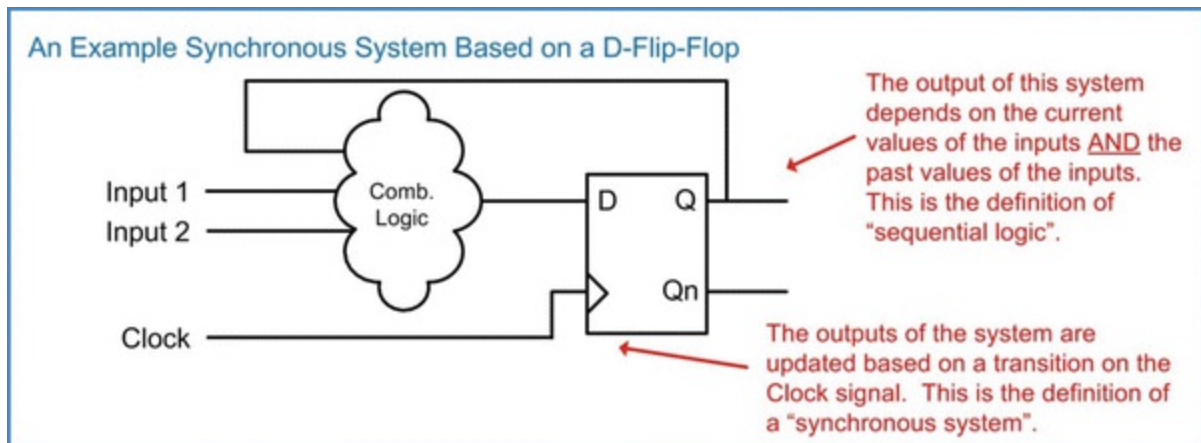 An Example Synchronous System Based on a D-Flip-Flop
The output of this system
depends on the current
values of the inputs AND the
past values of the inputs.
This is the definition of
“sequential logic”.
Input 1
Input 2
Comb.
Logic
D
Q
Qn
Clock
The outputs of the system are
updated based on a transition on the
Clock signal. This is the definition of
a “synchronous system”.